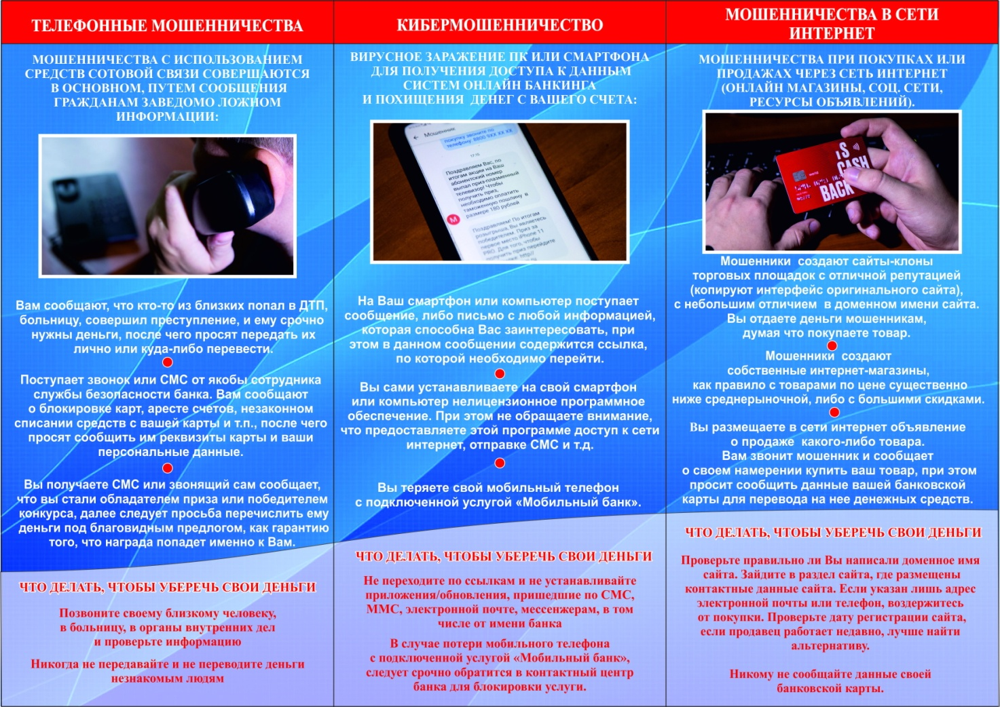 ТЕЛЕФОННЫЕ МОШЕННИЧЕСТВА
МОШЕННИЧЕСТВА С ИСПОЛЬЗОВАНИЕМ
СРЕДСТВ СОТОВОЙ СВЯЗИ СОВЕРШАЮТСЯ
В ОСНОВНОМ, ПУТЕМ СООБЩЕНИЯ
ГРАЖДАНАМ ЗАВЕДОМО ЛОЖНОМ
ИНФОРМАЦИИ:
Вам сообщают, что кто-то из близких попал в ДТП,
больницу, совершил преступление, и ему срочно
нужны деньги, после чего просят передать их
лично или куда-либо перевести.
Поступает звонок или СМС от якобы сотрудника
службы безопасности банка. Вам сообщают
о блокировке карт, аресте счетов, незаконном
списании средств с вашей карты и т.п., после чего
просят сообщить им реквизиты карты и ваши
персональные данные.
Вы получаете СМС или звонящий сам сообщает,
что вы стали обладателем приза или победителем
конкурса, далее следует просьба перечислить ему
деньги под благовидным предлогом, как гарантию
того, что награда попадет именно к Вам.
ЧТО ДЕЛАТЬ, ЧТОБЫ УБЕРЕЧЬ СВОИ ДЕНЬГИ
Позвоните своему близкому человеку,
в больницу, в органы внутренних дел
и проверьте информацию
Никогда не передавайте и не переводите деньги
незнакомым людям
КИБЕРМОШЕННИЧЕСТВО
ВИРУСНОЕ ЗАРАЖЕНИЕ ПК ИЛИ СМАРТФОНА
ДЛЯ ПОЛУЧЕНИЯ ДОСТУПА К ДАННЫМ
СИСТЕМ ОНЛАЙН БАНКИНГА
И ПОХИЩЕНИЯ ДЕНЕГ С ВАШЕГО СЧЕТА:
Мошенник
покупку звоните по
телефону: 8800 9XX XX XX
17:15
Поздравляем Вас, по
итогам акции на Ваш
абонентский номер
выпал приз-плазменный
телевизор! Чтобы
получить приз,
необходимо оплатить
таможенную пошлину в
размере 180 рублей
М
Поздравляем! По итогам
розыгрыша, Вы являетесь
победителем. Приз за
первое место iPhone 11
PRO. Для того, чтобы
получить приз перейдите
http://
На Ваш смартфон или компьютер поступает
сообщение, либо письмо с любой информацией,
которая способна Вас заинтересовать, при
этом в данном сообщении содержится ссылка,
по которой необходимо перейти.
Вы сами устанавливаете на свой смартфон
или компьютер нелицензионное программное
обеспечение. При этом не обращаете внимание,
что предоставляете этой программе доступ к сети
интернет, отправке СМС и т.д.
Вы теряете свой мобильный телефон
с подключенной услугой «Мобильный банк».
ЧТО ДЕЛАТЬ, ЧТОБЫ УБЕРЕЧЬ СВОИ ДЕНЬГИ
Не переходите по ссылкам и не устанавливайте
приложения/обновления, пришедшие по СМС,
ММС, электронной почте, мессенжерам, в том
числе от имени банка
В случае потери мобильного телефона
с подключенной услугой «Мобильный банк»,
следует срочно обратится в контактный центр
банка для блокировки услуги.
МОШЕННИЧЕСТВА В СЕТИ
ИНТЕРНЕТ
МОШЕННИЧЕСТВА ПРИ ПОКУПКАХ ИЛИ
ПРОДАЖАХ ЧЕРЕЗ СЕТЬ ИНТЕРНЕТ
(ОНЛАЙН МАГАЗИНЫ, СОЦ. СЕТИ,
РЕСУРСЫ ОБЪЯВЛЕНИЙ).
IS
CASH
BACK
Мошенники создают сайты-клоны
торговых площадок с отличной репутацией
(копируют интерфейс оригинального сайта),
с небольшим отличием в доменном имени сайта.
Вы отдаете деньги мошенникам,
думая что покупаете товар.
Мошенники создают
собственные интернет-магазины,
как правило с товарами по цене существенно
ниже среднерыночной, либо с большими скидками.
Вы размещаете в сети интернет объявление
о продаже какого-либо товара.
Вам звонит мошенник и сообщает
о своем намерении купить ваш товар, при этом
просит сообщить данные вашей банковской
карты для перевода на нее денежных средств.
ЧТО ДЕЛАТЬ, ЧТОБЫ УБЕРЕЧЬ СВОИ ДЕНЬГИ
Проверьте правильно ли Вы написали доменное имя
сайта. Зайдите в раздел сайта, где размещены
контактные данные сайта. Если указан лишь адрес
электронной почты или телефон, воздержитесь
от покупки. Проверьте дату регистрации сайта,
если продавец работает недавно, лучше найти
альтернативу.
Никому не сообщайте данные своей
банковской карты.